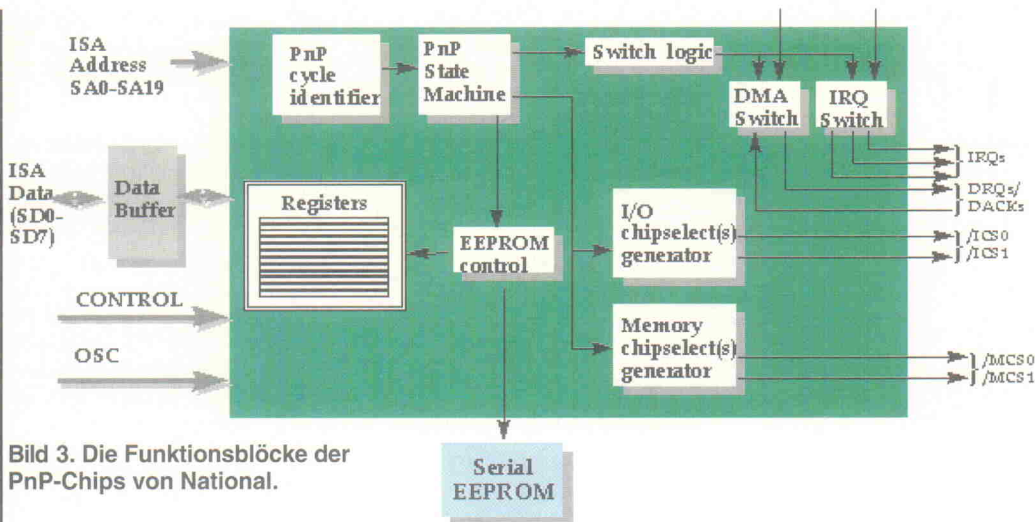 ISA
Address
SA0-SA19
PnP
cycle
identifier
PnP
State
Machine
Switch logic
DMA
Switch
IRQ
Switch
IRQs
DRQs/
DACKs
ISA
Data
(SD0-
SD7)
Data
Buffer
Registers
EEPROM
control
I/O
chipselect(s)
generator
/ICS0
/ICS1
CONTROL
OSC
Memory
chipselect(s)
generator
/MCS0
/MCS1
Serial
EEPROM
Bild 3. Die Funktionsblöcke der
PnP-Chips von National.